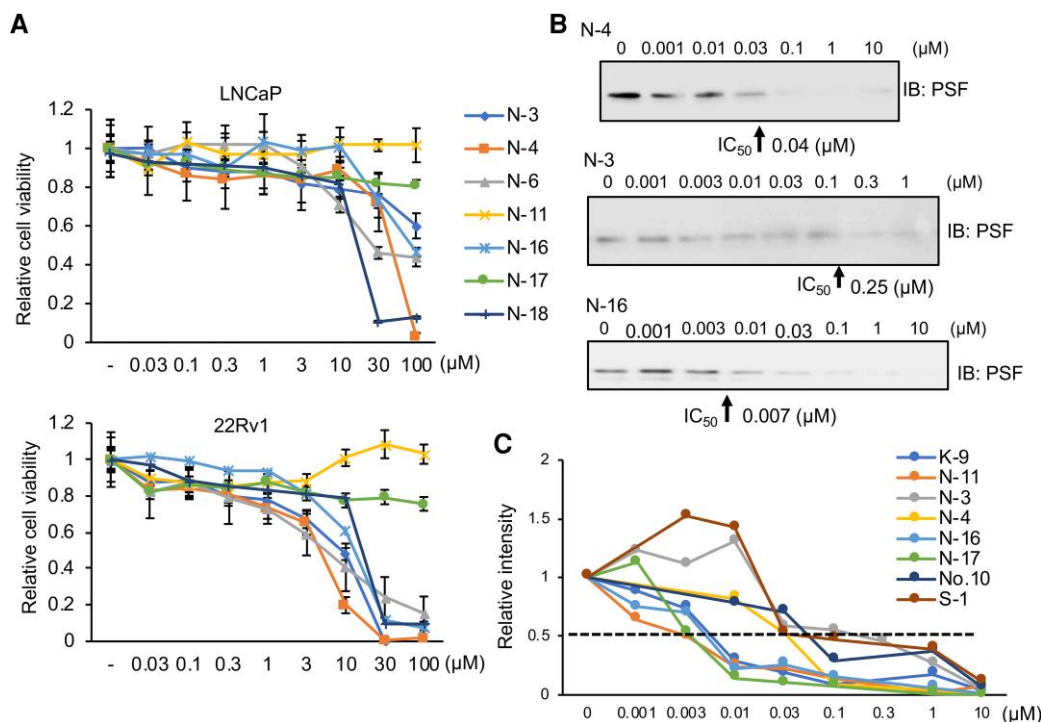 A
LNCaP
Relative cell viability
1.2
1
0.8
0.6
0.4
0.2
0
- 0.03 0.1 0.3 1 3 10 30 100 (µM)
N-3
N-4
N-6
N-11
N-16
N-17
N-18
22Rv1
Relative cell viability
1.2
1
0.8
0.6
0.4
0.2
0
- 0.03 0.1 0.3 1 3 10 30 100 (µM)
B
N-4
0 0.001 0.01 0.03 0.1 1 10 (µM)
IB: PSF
IC50 0.04 (µM)
N-3
0 0.001 0.003 0.01 0.03 0.1 0.3 1 (µM)
IB: PSF
IC50 0.25 (µM)
N-16
0 0.001 0.003 0.01 0.03 0.1 1 10 (µM)
IB: PSF
IC50 0.007 (µM)
C
Relative intensity
2
1.5
1
0.5
0
0 0.001 0.003 0.01 0.03 0.1 1 10 (µM)
K-9
N-11
N-3
N-4
N-16
N-17
No.10
S-1